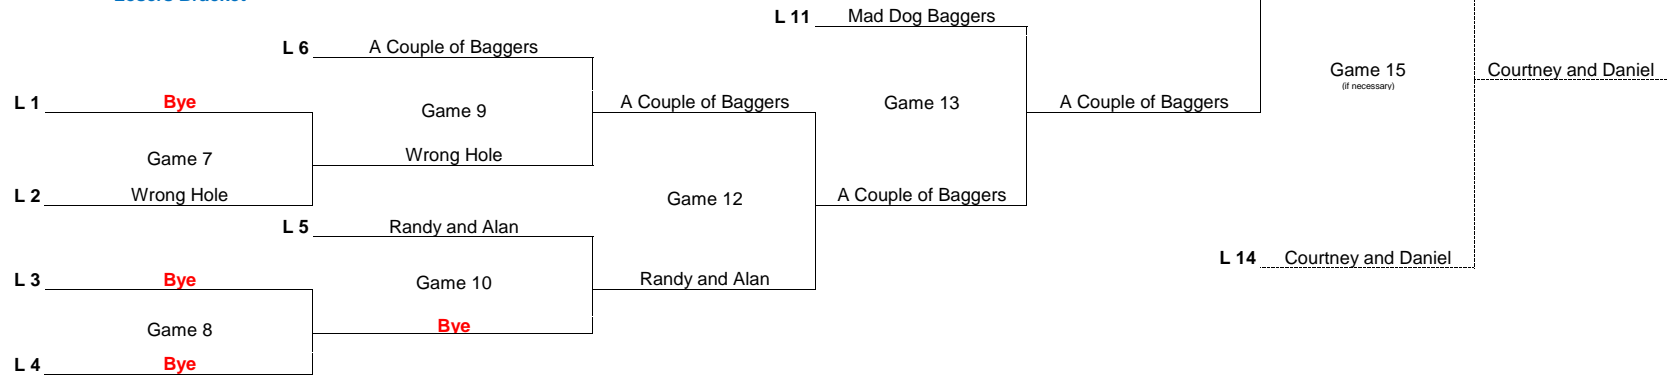 Losers Bracket
L 11 Mad Dog Baggers
L 6 A Couple of Baggers
Game 15
(if necessary)
Courtney and Daniel
L 1 Bye
Game 9
A Couple of Baggers
Game 13
A Couple of Baggers
Game 7
Wrong Hole
L 2 Wrong Hole
Game 12
A Couple of Baggers
L 5 Randy and Alan
L 14 Courtney and Daniel
L 3 Bye
Game 10
Randy and Alan
Game 8
Bye
L 4 Bye